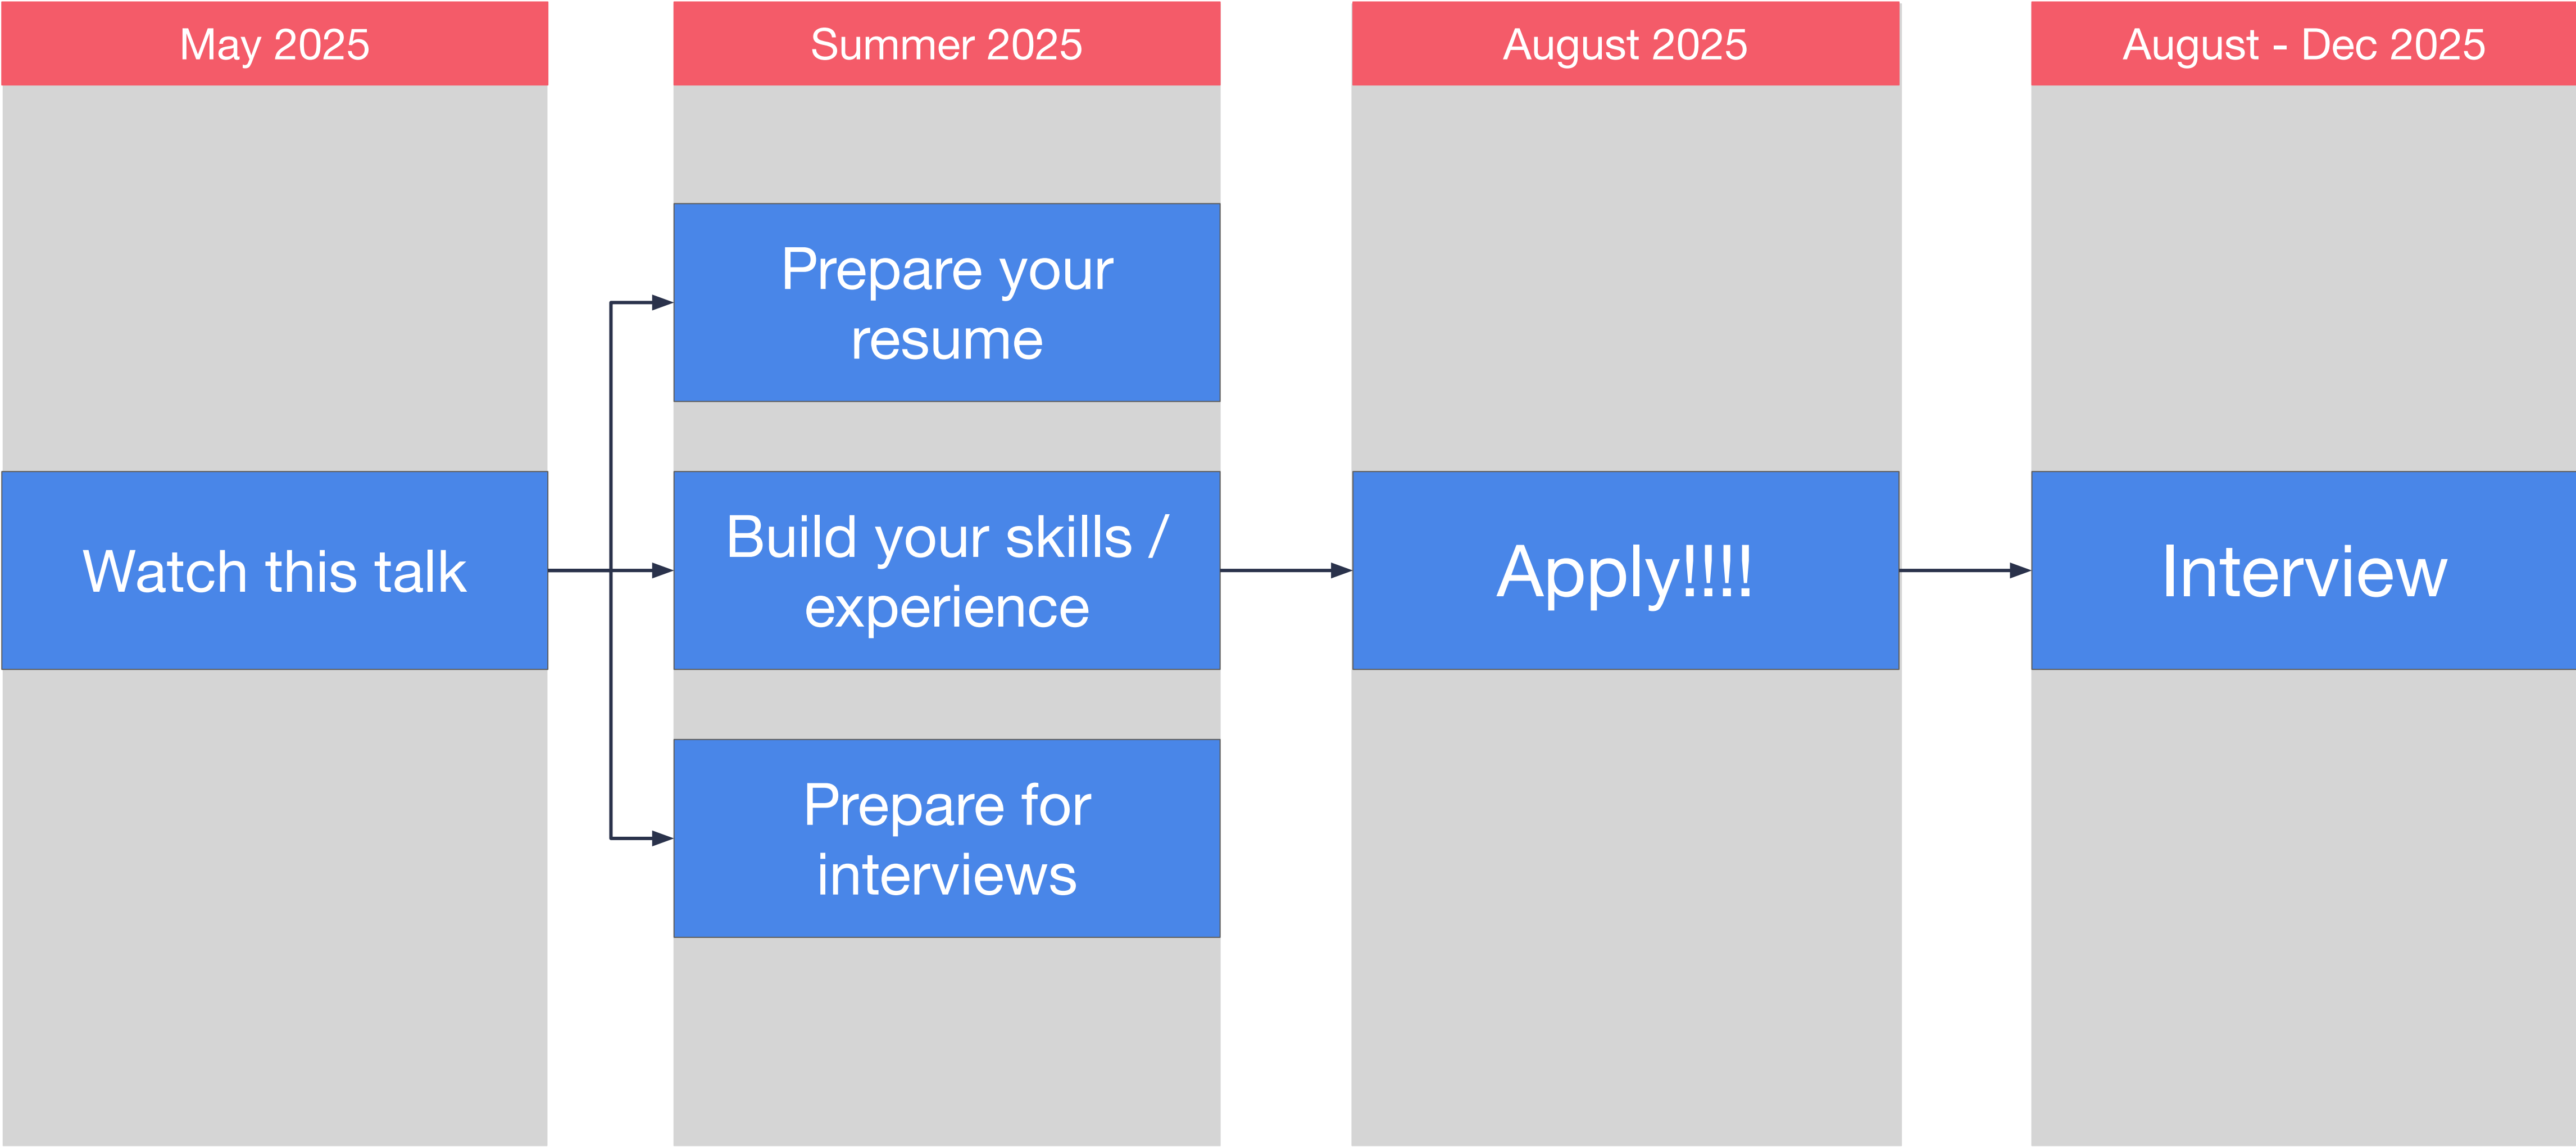 May 2025
Summer 2025
August 2025
August - Dec 2025
Prepare your
resume
Watch this talk
Build your skills /
experience
Apply!!!!
Interview
Prepare for
interviews